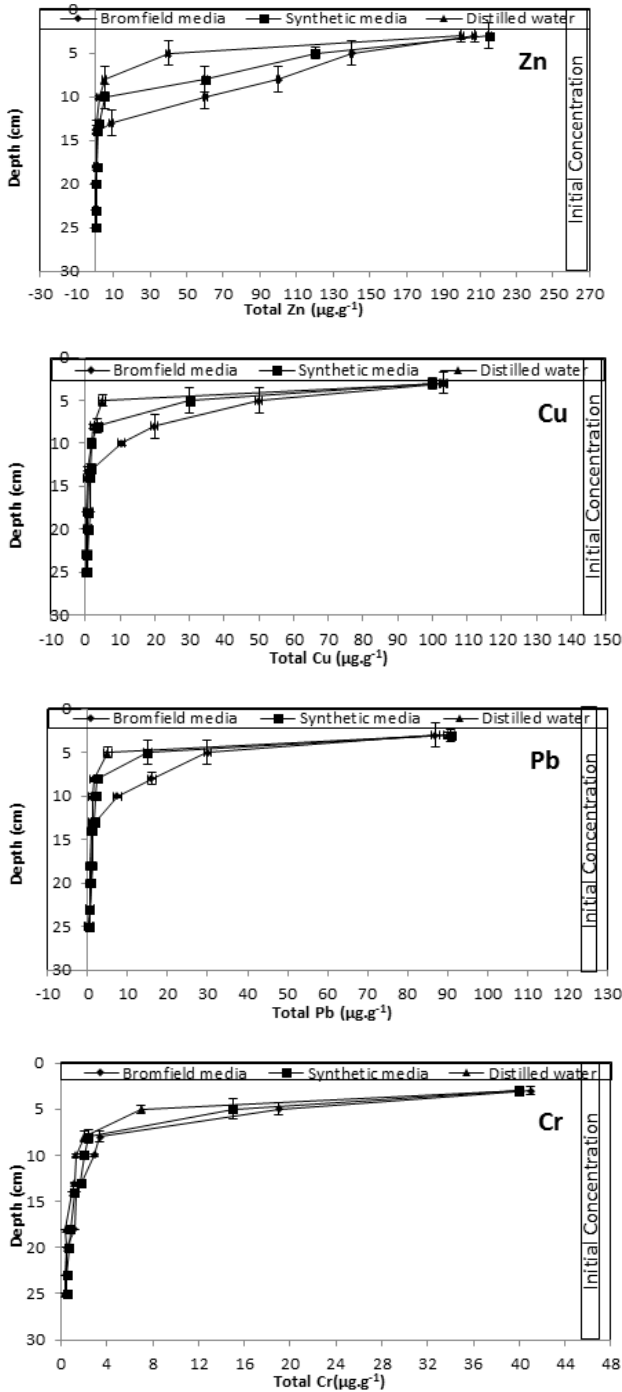 Bromfield media Synthetic media Distilled water
Zn
Initial Concentration
Depth (cm)
0
5
10
15
20
25
30
-30 -10 10 30 50 70 90 110 130 150 170 190 210 230 250 270
Total Zn (µg.g⁻¹)
Bromfield media Synthetic media Distilled water
Cu
Initial Concentration
Depth (cm)
0
5
10
15
20
25
30
-10 0 10 20 30 40 50 60 70 80 90 100 110 120 130 140 150
Total Cu (µg.g⁻¹)
Bromfield media Synthetic media Distilled water
Pb
Initial Concentration
Depth (cm)
0
5
10
15
20
25
30
-10 0 10 20 30 40 50 60 70 80 90 100 110 120 130
Total Pb (µg.g⁻¹)
Bromfield media Synthetic media Distilled water
Cr
Initial Concentration
Depth (cm)
0
5
10
15
20
25
30
0 4 8 12 16 20 24 28 32 36 40 44 48
Total Cr(µg.g⁻¹)